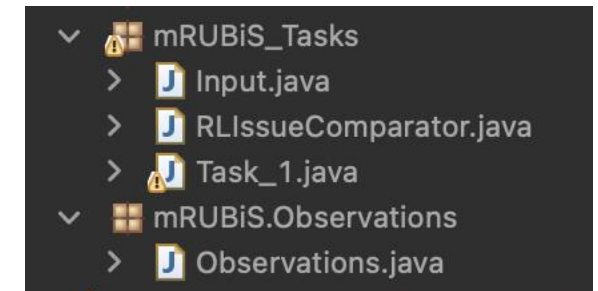 mRUBiS_Tasks
Input.java
RLIssueComparator.java
Task_1.java
mRUBiS.Observations
Observations.java